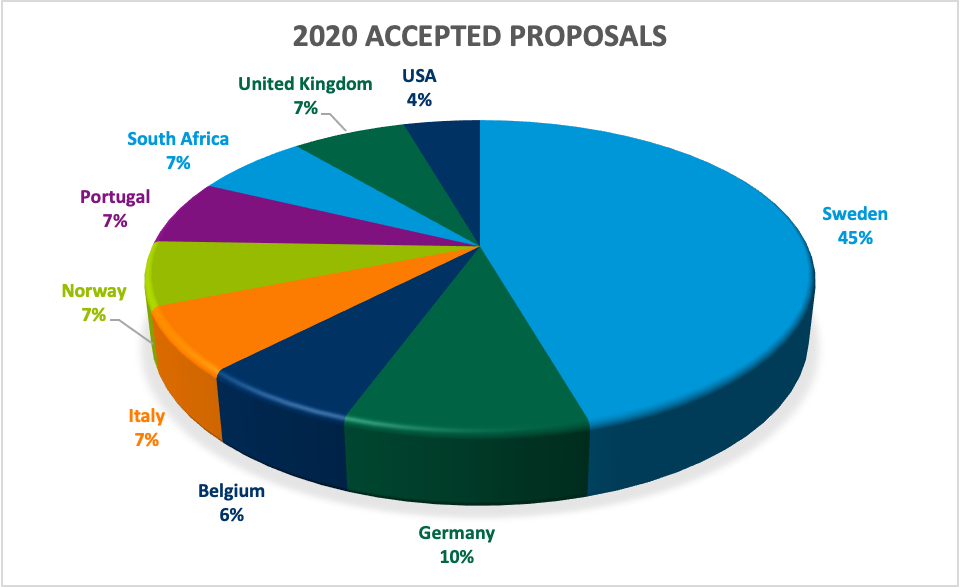 2020 ACCEPTED PROPOSALS
USA
4%
United Kingdom
7%
South Africa
7%
Portugal
7%
Sweden
45%
Norway
7%
Italy
7%
Belgium
6%
Germany
10%